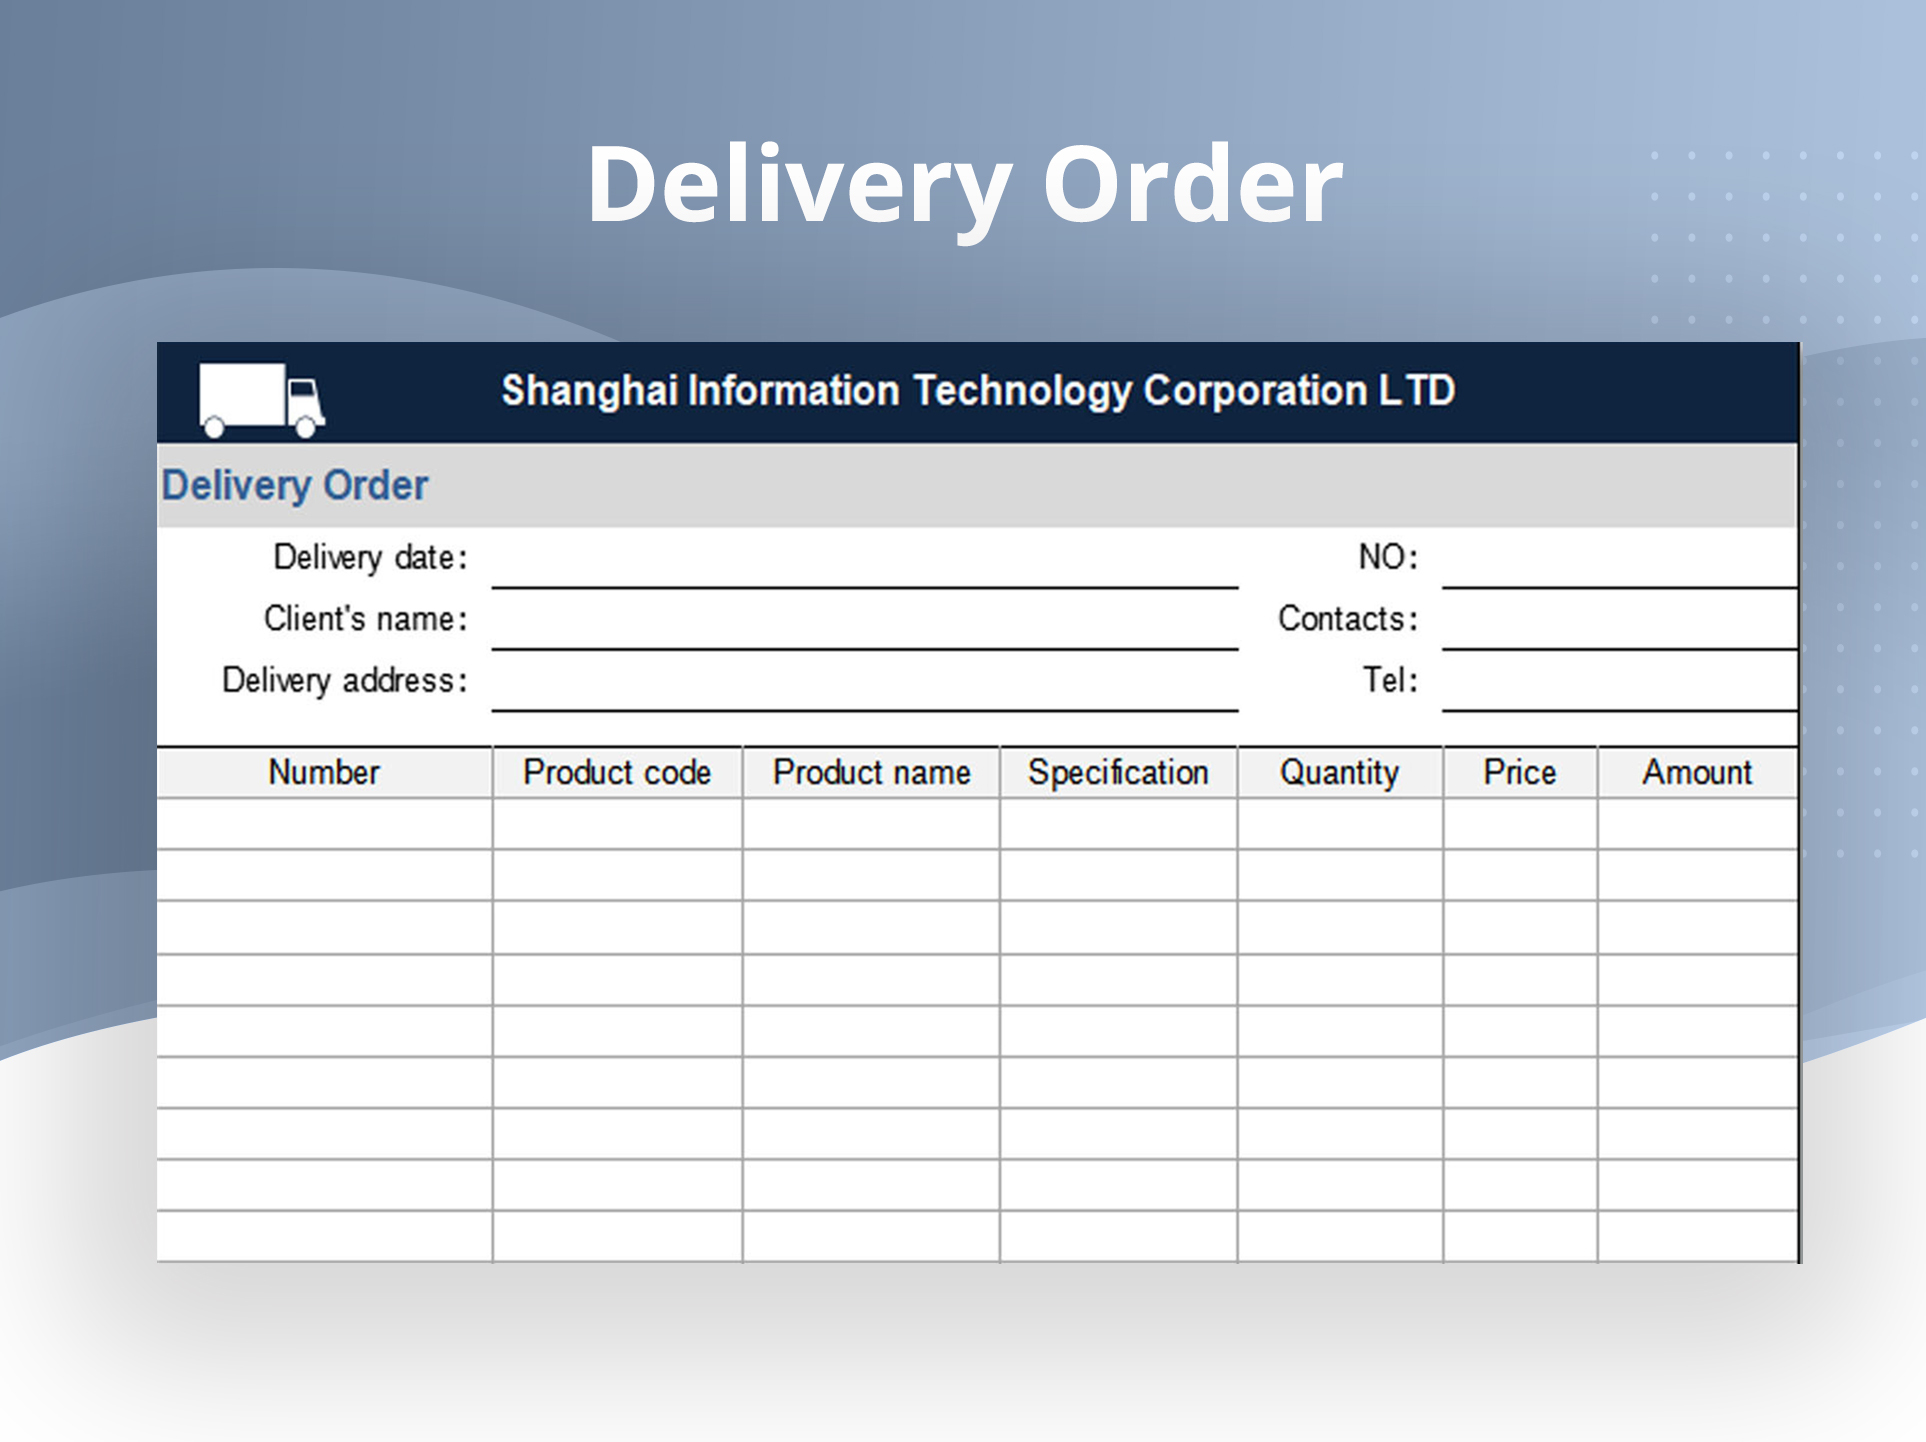 Delivery Order
Shanghai Information Technology Corporation LTD
Delivery Order
Delivery date: NO:
Client's name: Contacts:
Delivery address: Tel:
Number Product code Product name Specification Quantity Price Amount